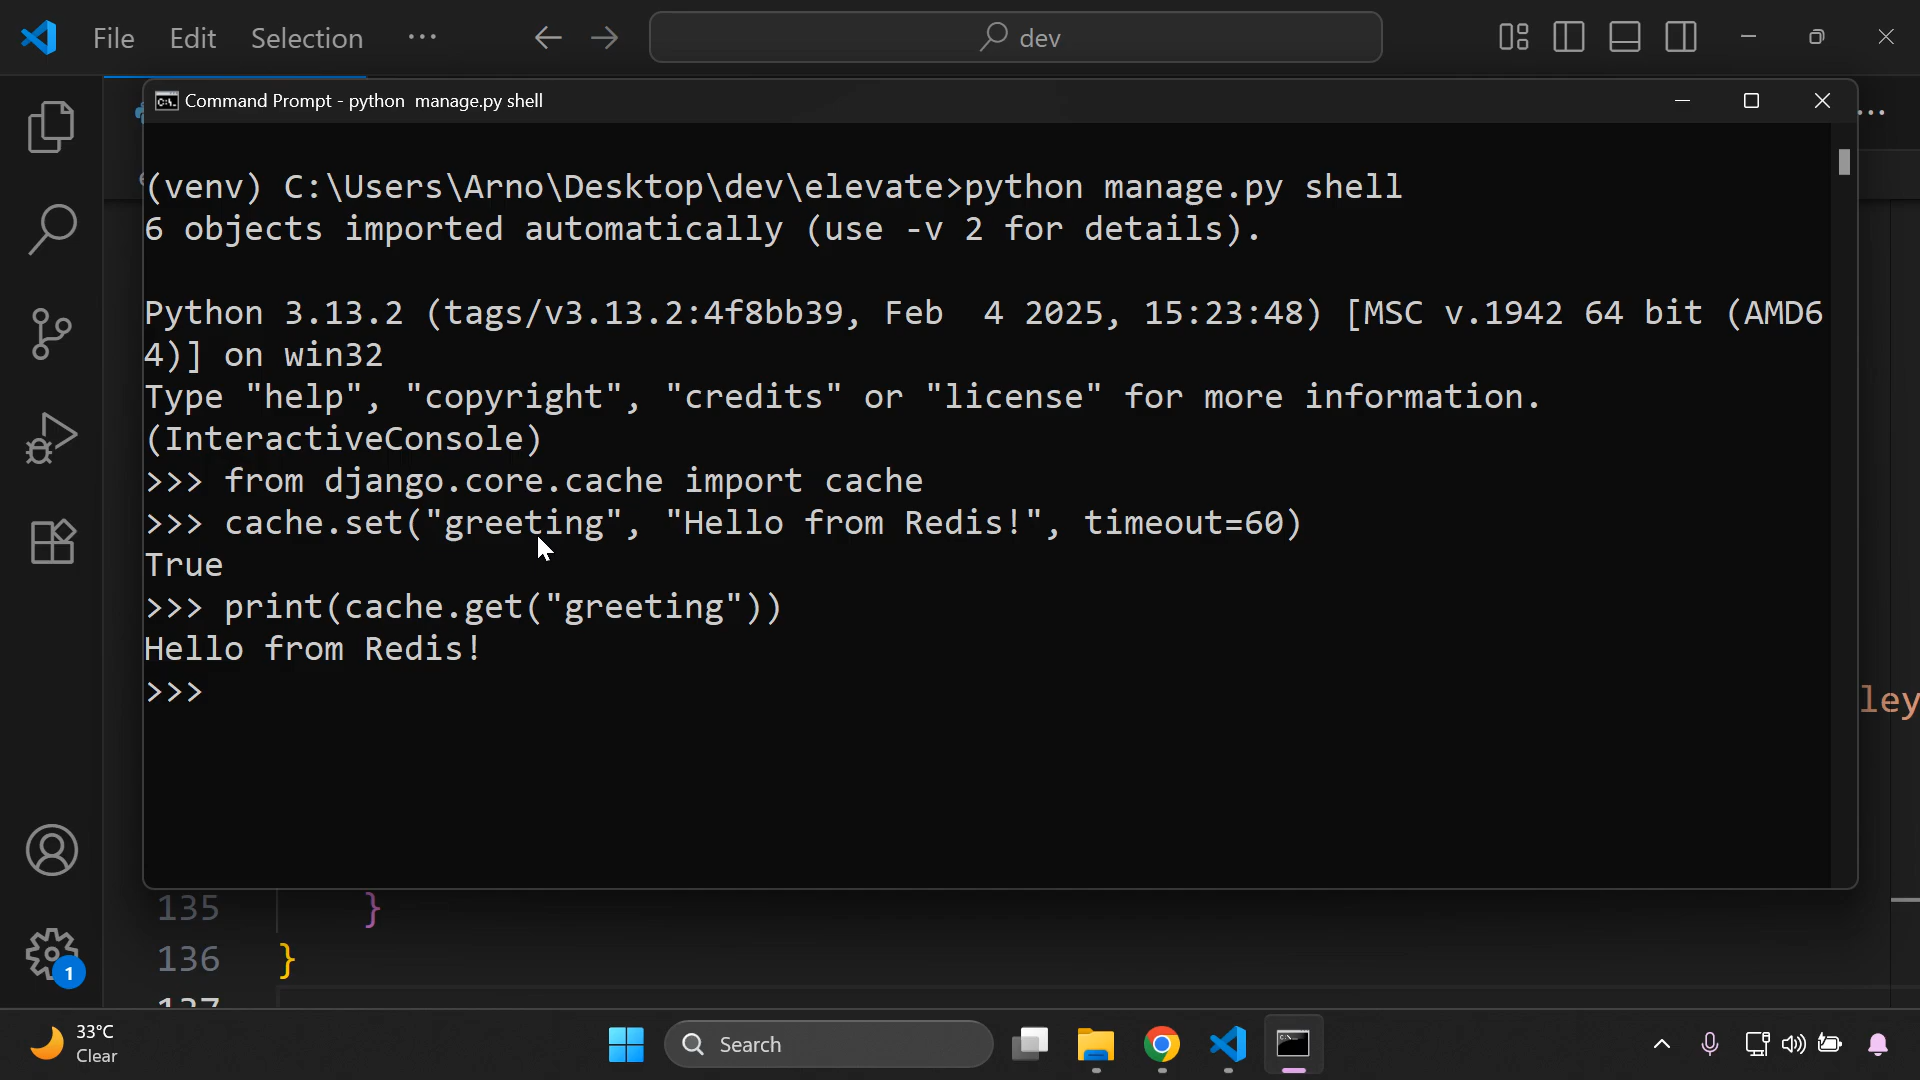 File Edit Selection ···
dev
Command Prompt - python  manage.py shell
(venv) C:\Users\Arno\Desktop\dev\elevate>python manage.py shell
6 objects imported automatically (use -v 2 for details).
Python 3.13.2 (tags/v3.13.2:4f8bb39, Feb  4 2025, 15:23:48) [MSC v.1942 64 bit (AMD6
4)] on win32
Type "help", "copyright", "credits" or "license" for more information.
(InteractiveConsole)
>>> from django.core.cache import cache
>>> cache.set("greeting", "Hello from Redis!", timeout=60)
True
>>> print(cache.get("greeting"))
Hello from Redis!
>>>
ley
135 }
136 }
137
1
33°C
Clear
Search